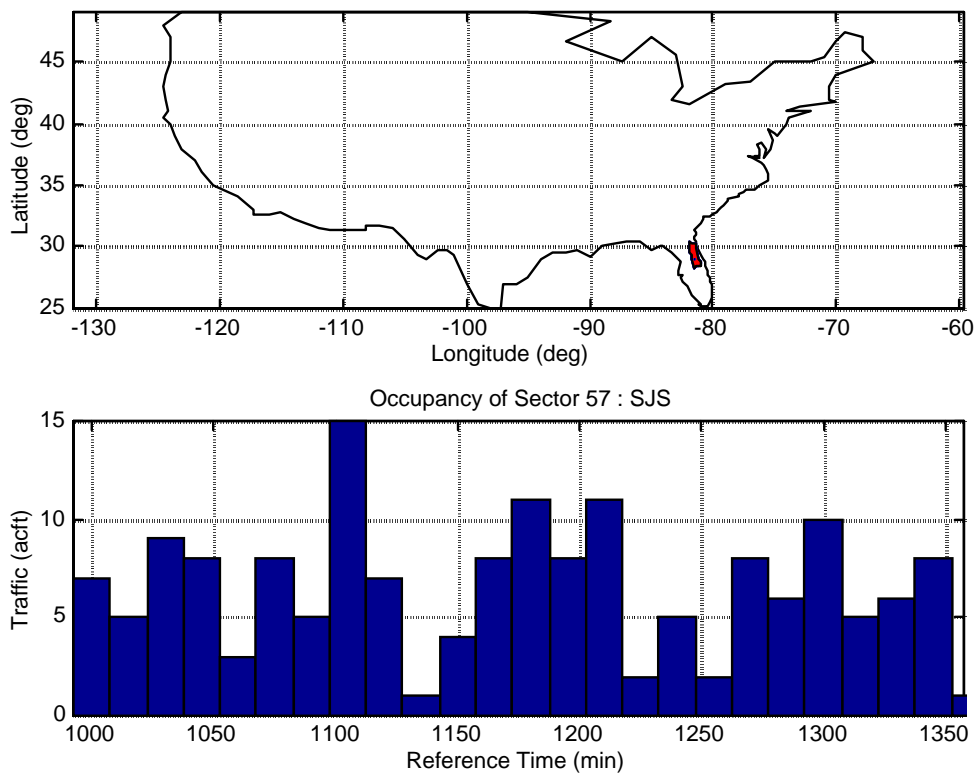 45
40
35
30
25
Latitude (deg)
-130 -120 -110 -100 -90 -80 -70 -60
Longitude (deg)
Occupancy of Sector 57 : SJS
15
10
5
0
Traffic (acft)
1000 1050 1100 1150 1200 1250 1300 1350
Reference Time (min)